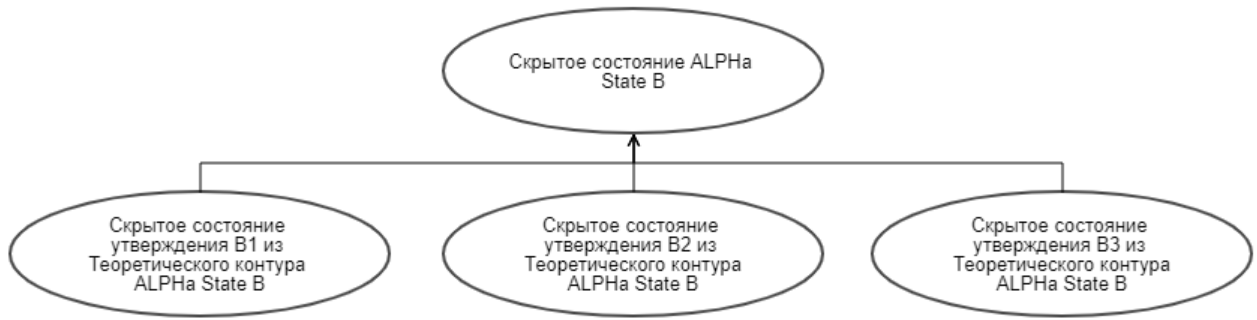 Скрытое состояние ALPHa
State B
Скрытое состояние
утверждения B1 из
Теоретического контура
ALPHa State B
Скрытое состояние
утверждения B2 из
Теоретического контура
ALPHa State B
Скрытое состояние
утверждения B3 из
Теоретического контура
ALPHa State B